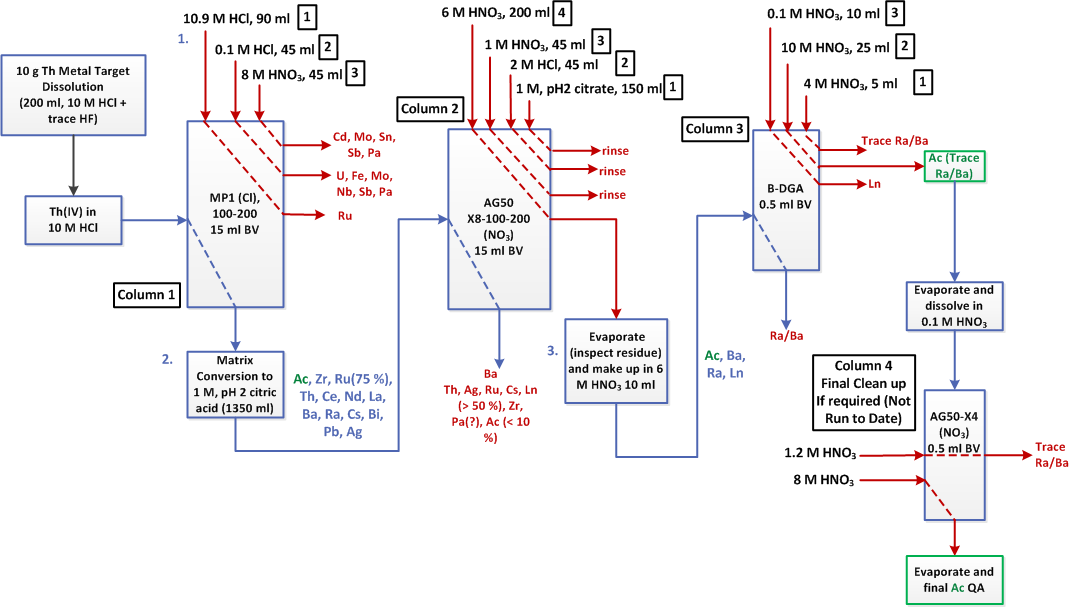 10.9 M HCl, 90 ml 1
1.
0.1 M HCl, 45 ml 2
8 M HNO₃, 45 ml 3
10 g Th Metal Target
Dissolution
(200 ml, 10 M HCl +
trace HF)
Th(IV) in
10 M HCl
MP1 (Cl),
100-200
15 ml BV
Cd, Mo, Sn,
Sb, Pa
U, Fe, Mo,
Nb, Sb, Pa
Ru
Column 1
2.
Matrix
Conversion to
1 M, pH 2 citric
acid (1350 ml)
Ac, Zr, Ru(75 %),
Th, Ce, Nd, La,
Ba, Ra, Cs, Bi,
Pb, Ag
6 M HNO₃, 200 ml 4
1 M HNO₃, 45 ml 3
2 M HCl, 45 ml 2
1 M, pH2 citrate, 150 ml 1
Column 2
AG50
X8-100-200
(NO₃)
15 ml BV
rinse
rinse
rinse
Ba
Th, Ag, Ru, Cs, Ln
(> 50 %), Zr,
Pa(?), Ac (< 10
%)
3.
Evaporate
(inspect residue)
and make up in 6
M HNO₃ 10 ml
Ac, Ba,
Ra, Ln
0.1 M HNO₃, 10 ml 3
10 M HNO₃, 25 ml 2
4 M HNO₃, 5 ml 1
Column 3
B-DGA
0.5 ml BV
Trace Ra/Ba
Ln
Ra/Ba
Ac (Trace
Ra/Ba)
Evaporate and
dissolve in
0.1 M HNO₃
Column 4
Final Clean up
If required (Not
Run to Date)
AG50-X4
(NO₃)
0.5 ml BV
1.2 M HNO₃
8 M HNO₃
Trace
Ra/Ba
Evaporate and
final Ac QA